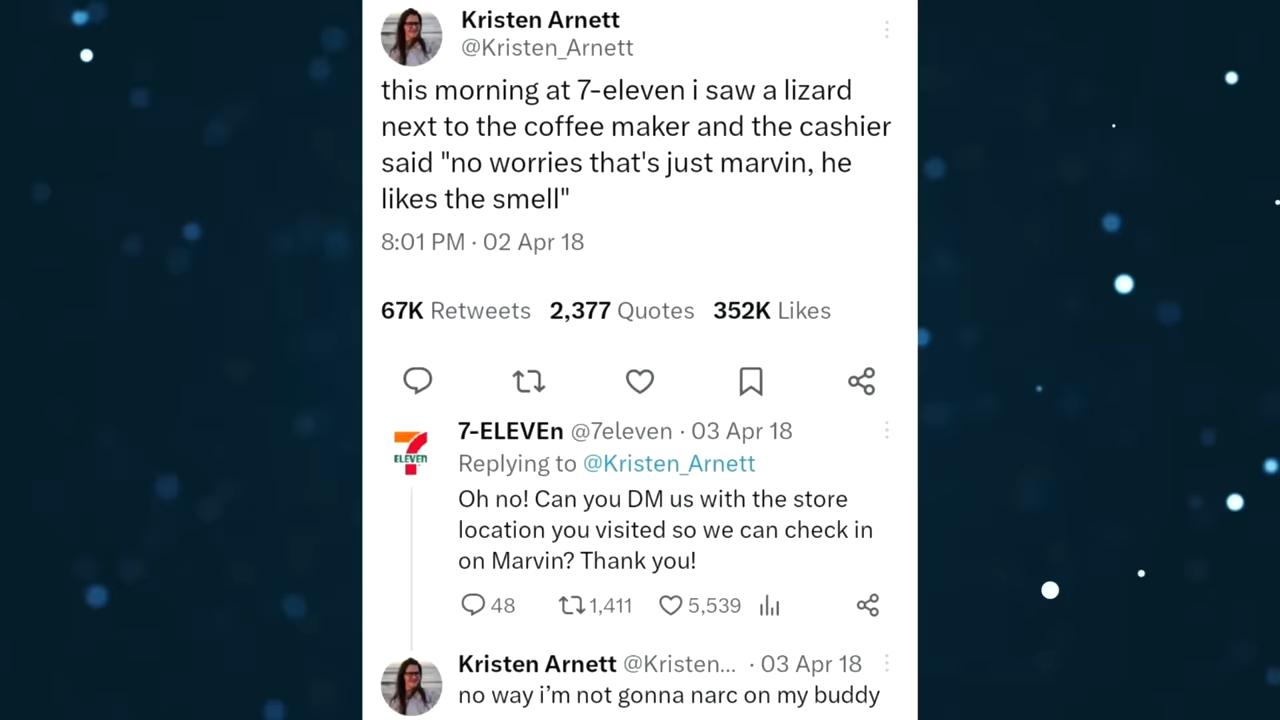 Kristen Arnett
@Kristen_Arnett
this morning at 7-eleven i saw a lizard
next to the coffee maker and the cashier
said "no worries that's just marvin, he
likes the smell"
8:01 PM · 02 Apr 18
67K Retweets 2,377 Quotes 352K Likes
7-ELEVEn @7eleven · 03 Apr 18
7
ELEVEn
Replying to @Kristen_Arnett
Oh no! Can you DM us with the store
location you visited so we can check in
on Marvin? Thank you!
48 1,411 5,539
Kristen Arnett @Kristen... · 03 Apr 18
no way i’m not gonna narc on my buddy